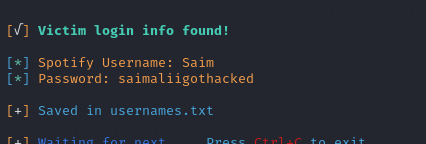 [√] Victim login info found!
[*] Spotify Username: Saim
[*] Password: saimaliigothacked
[+] Saved in usernames.txt
[+] Waiting for next Press Ctrl+C to exit